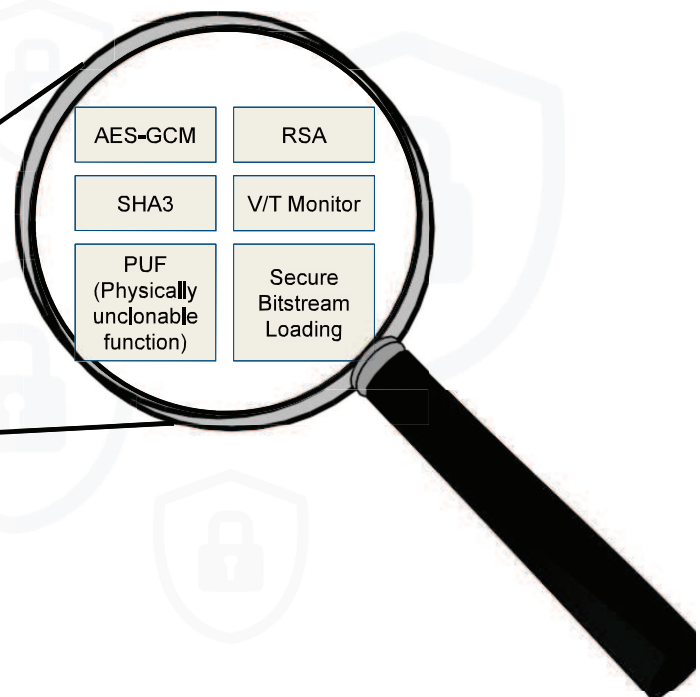 AES-GCM
RSA
SHA3
V/T Monitor
PUF
(Physically
unclonable
function)
Secure
Bitstream
Loading